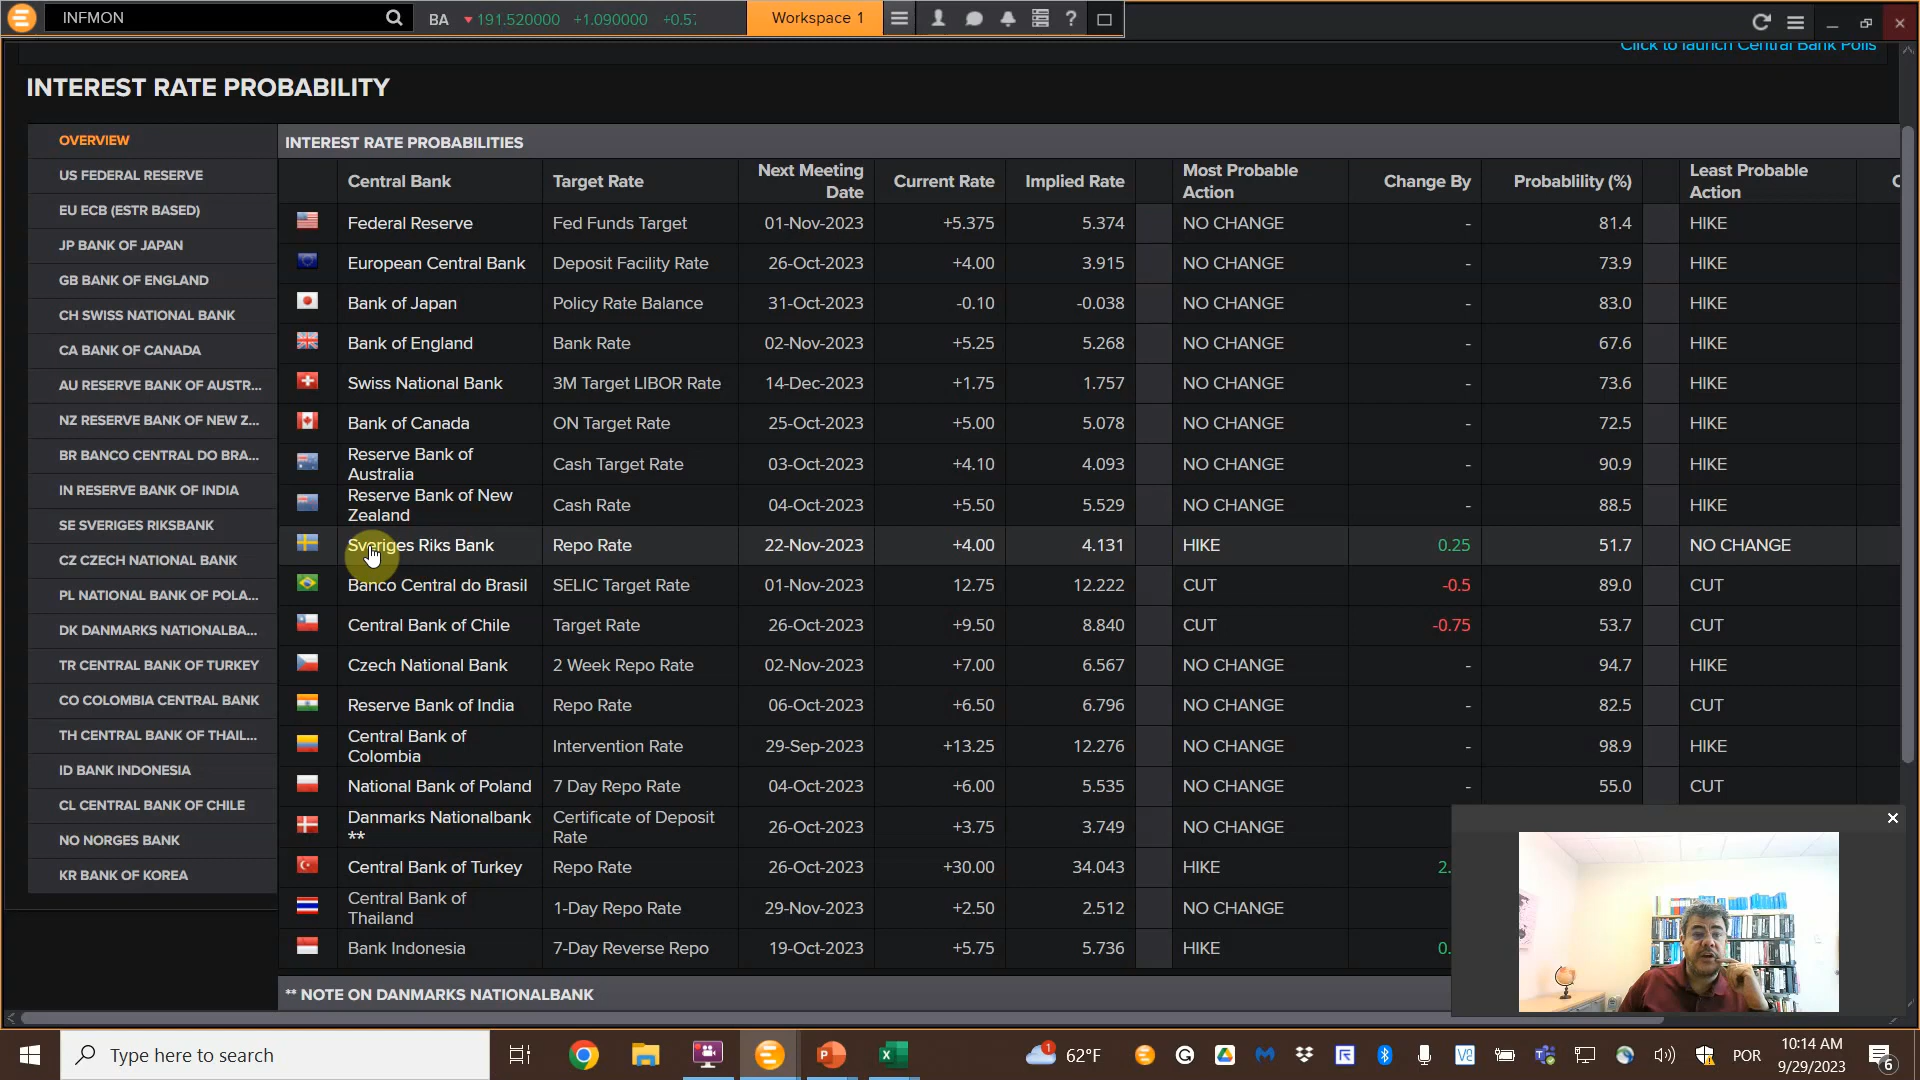 INFMON
BA 191.520000 +1.090000 +0.57
Workspace 1
?
Click to launch Central Bank Polls
INTEREST RATE PROBABILITY
OVERVIEW
US FEDERAL RESERVE
EU ECB (ESTR BASED)
JP BANK OF JAPAN
GB BANK OF ENGLAND
CH SWISS NATIONAL BANK
CA BANK OF CANADA
AU RESERVE BANK OF AUSTR...
NZ RESERVE BANK OF NEW Z...
BR BANCO CENTRAL DO BRA...
IN RESERVE BANK OF INDIA
SE SVERIGES RIKSBANK
CZ CZECH NATIONAL BANK
PL NATIONAL BANK OF POLA...
DK DANMARKS NATIONALBA...
TR CENTRAL BANK OF TURKEY
CO COLOMBIA CENTRAL BANK
TH CENTRAL BANK OF THAIL...
ID BANK INDONESIA
CL CENTRAL BANK OF CHILE
NO NORGES BANK
KR BANK OF KOREA
INTEREST RATE PROBABILITIES
Central Bank Target Rate Next Meeting Date Current Rate Implied Rate Most Probable Action Change By Probablility (%) Least Probable Action C
Federal Reserve Fed Funds Target 01-Nov-2023 +5.375 5.374 NO CHANGE - 81.4 HIKE
European Central Bank Deposit Facility Rate 26-Oct-2023 +4.00 3.915 NO CHANGE - 73.9 HIKE
Bank of Japan Policy Rate Balance 31-Oct-2023 -0.10 -0.038 NO CHANGE - 83.0 HIKE
Bank of England Bank Rate 02-Nov-2023 +5.25 5.268 NO CHANGE - 67.6 HIKE
Swiss National Bank 3M Target LIBOR Rate 14-Dec-2023 +1.75 1.757 NO CHANGE - 73.6 HIKE
Bank of Canada ON Target Rate 25-Oct-2023 +5.00 5.078 NO CHANGE - 72.5 HIKE
Reserve Bank of Australia Cash Target Rate 03-Oct-2023 +4.10 4.093 NO CHANGE - 90.9 HIKE
Reserve Bank of New Zealand Cash Rate 04-Oct-2023 +5.50 5.529 NO CHANGE - 88.5 HIKE
Sveriges Riks Bank Repo Rate 22-Nov-2023 +4.00 4.131 HIKE 0.25 51.7 NO CHANGE
Banco Central do Brasil SELIC Target Rate 01-Nov-2023 12.75 12.222 CUT -0.5 89.0 CUT
Central Bank of Chile Target Rate 26-Oct-2023 +9.50 8.840 CUT -0.75 53.7 CUT
Czech National Bank 2 Week Repo Rate 02-Nov-2023 +7.00 6.567 NO CHANGE - 94.7 HIKE
Reserve Bank of India Repo Rate 06-Oct-2023 +6.50 6.796 NO CHANGE - 82.5 CUT
Central Bank of Colombia Intervention Rate 29-Sep-2023 +13.25 12.276 NO CHANGE - 98.9 HIKE
National Bank of Poland 7 Day Repo Rate 04-Oct-2023 +6.00 5.535 NO CHANGE - 55.0 CUT
Danmarks Nationalbank ** Certificate of Deposit Rate 26-Oct-2023 +3.75 3.749 NO CHANGE
Central Bank of Turkey Repo Rate 26-Oct-2023 +30.00 34.043 HIKE 2.
Central Bank of Thailand 1-Day Repo Rate 29-Nov-2023 +2.50 2.512 NO CHANGE
Bank Indonesia 7-Day Reverse Repo 19-Oct-2023 +5.75 5.736 HIKE 0.
** NOTE ON DANMARKS NATIONALBANK
Type here to search
62°F
POR
10:14 AM
9/29/2023
6